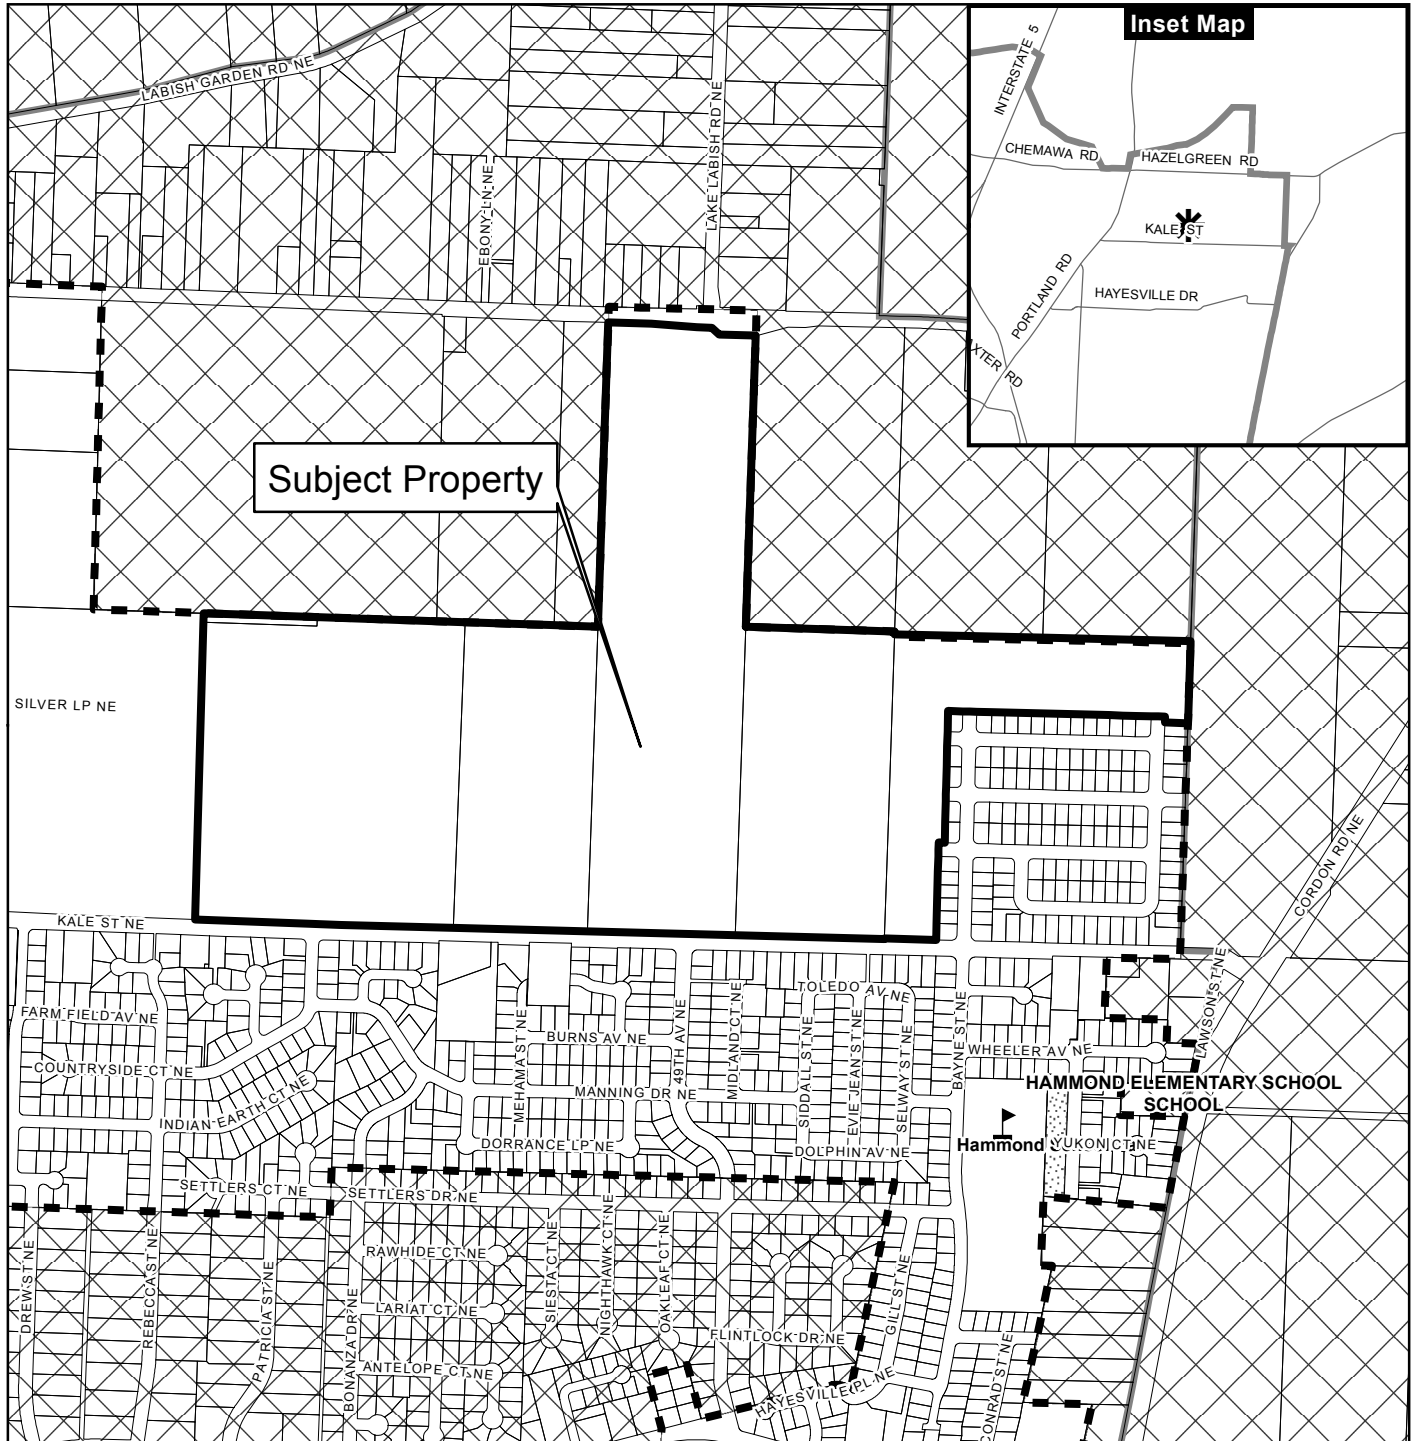 Inset Map
INTERSTATE 5
CHEMAWA RD
HAZELGREEN RD
KALE ST
PORTLAND RD
HAYESVILLE DR
XTER RD
LABISH GARDEN RD NE
LAKE LABISH RD NE
EBONY LN NE
Subject Property
SILVER LP NE
CORDON RD NE
KALE ST NE
LAWSON ST NE
FARM FIELD AV NE
COUNTRYSIDE CT NE
INDIAN EARTH CT NE
SETTLERS CT NE
MEHAMA ST NE
BURNS AV NE
49TH AV NE
MIDLAND CT NE
TOLEDO AV NE
SIDDALL ST NE
EVIE JEAN ST NE
SELWAY ST NE
BAYNE ST NE
WHEELER AV NE
MANNING DR NE
DORRANCE LP NE
DOLPHIN AV NE
HAMMOND ELEMENTARY SCHOOL
SCHOOL
Hammond
YUKON CT NE
SETTLERS DR NE
DREW ST NE
REBECCA ST NE
PATRICIA ST NE
BONANZA DR NE
RAWHIDE CT NE
LARIAT CT NE
ANTELOPE CT NE
SIESTA CT NE
NIGHTHAWK CT NE
OAKLEAF CT NE
FLINTLOCK DR NE
GILL ST NE
HAYESVILLE PL NE
CONRAD ST NE